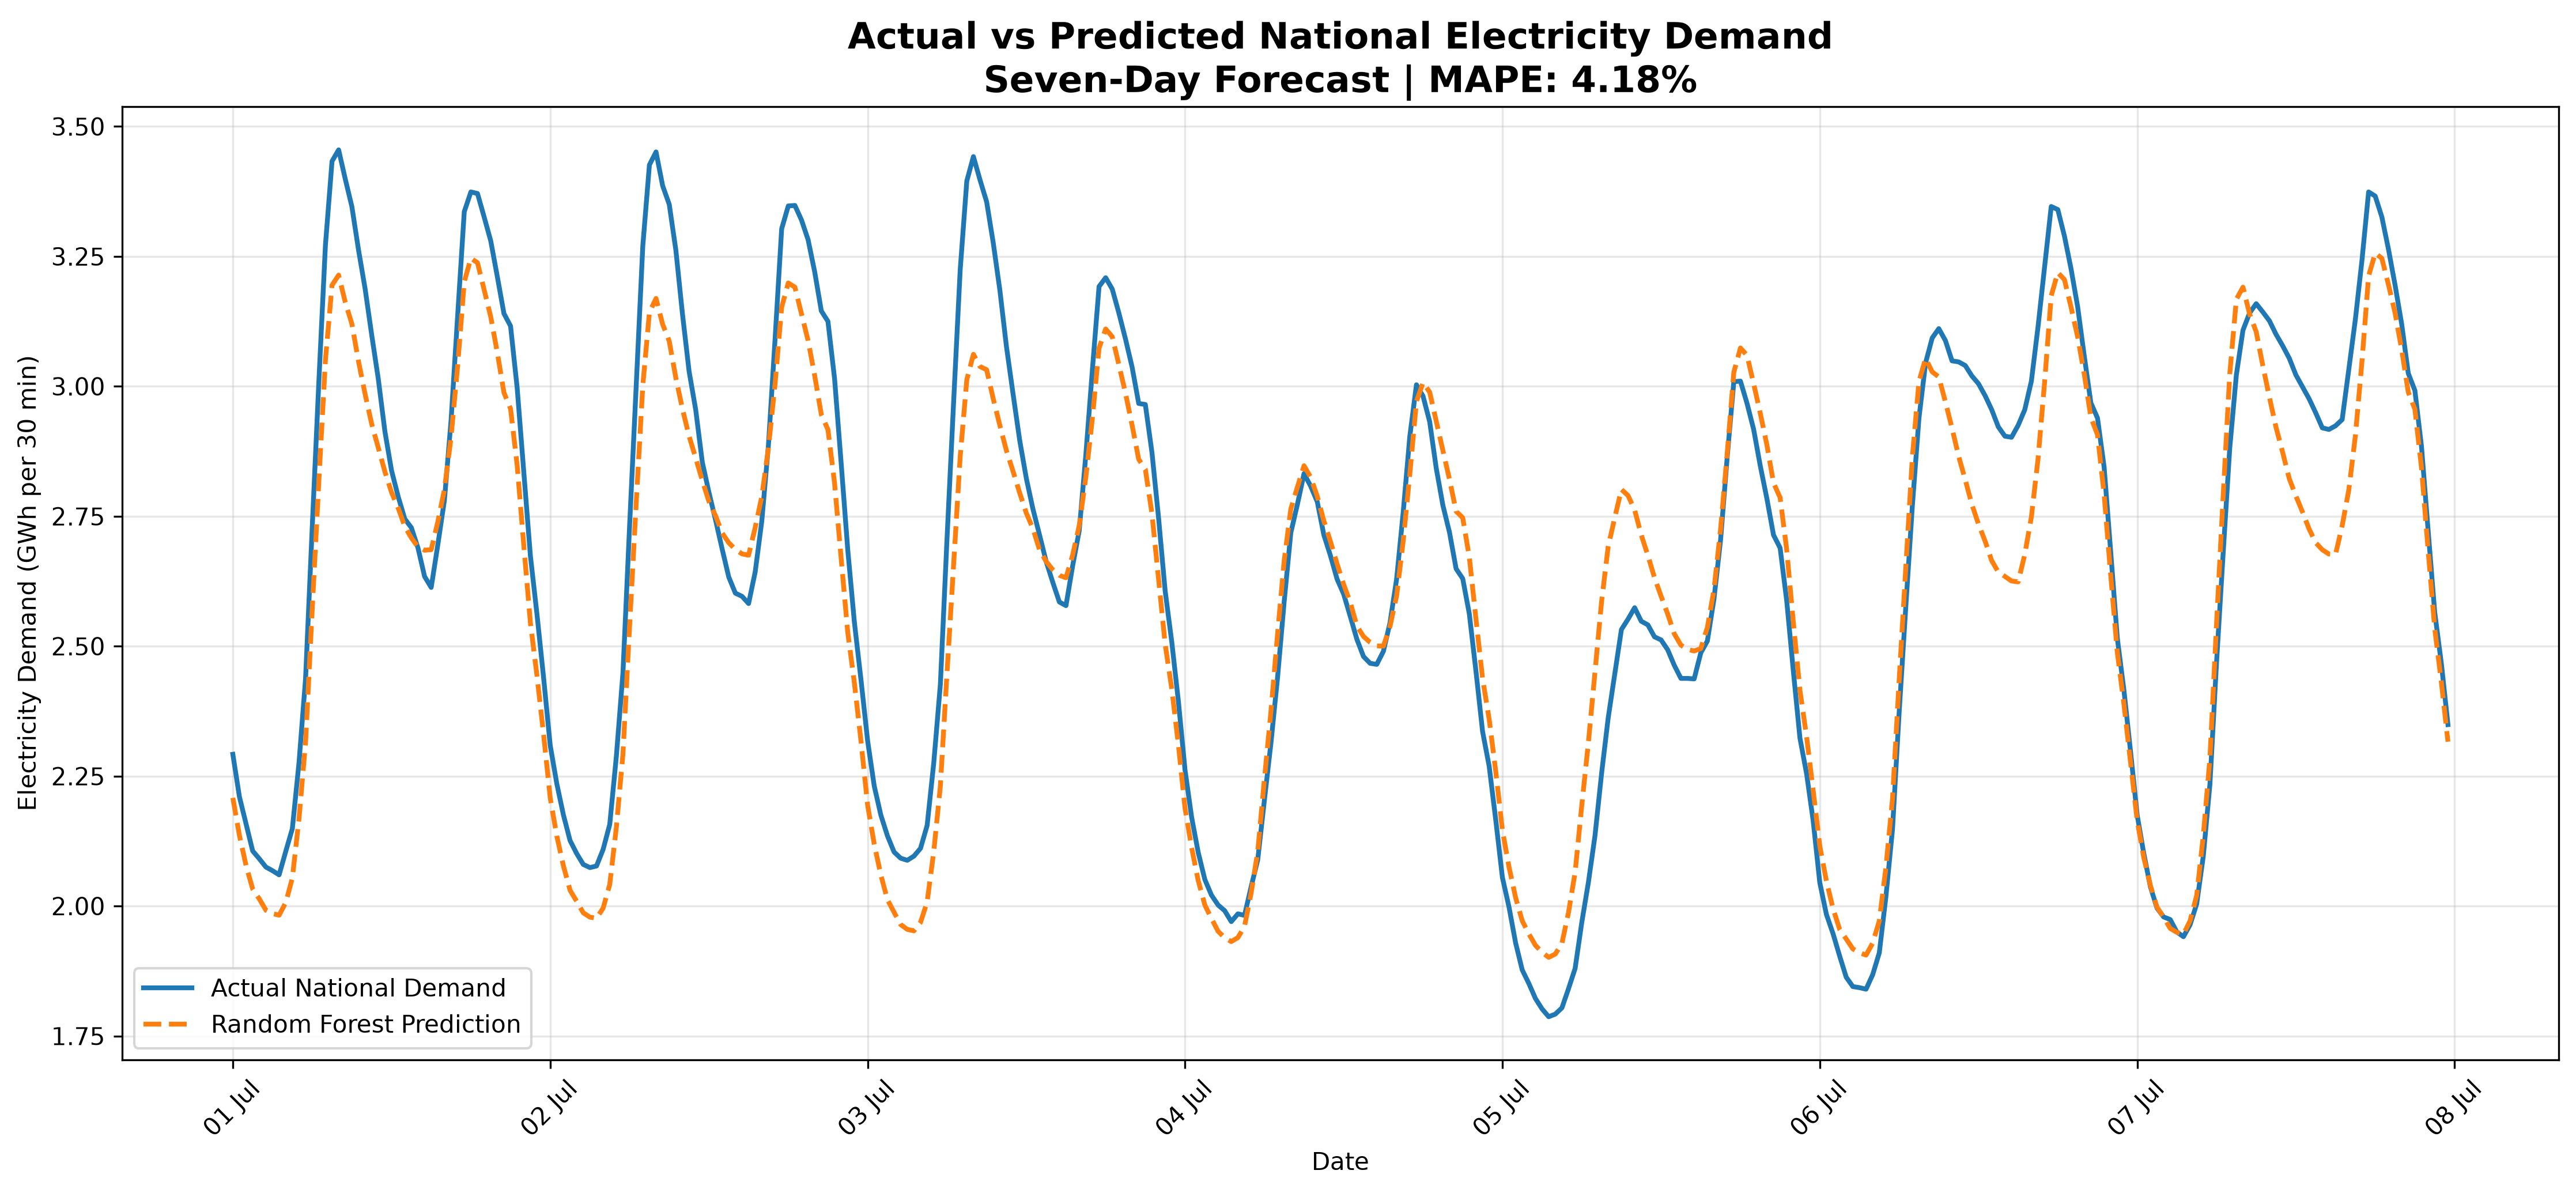 Actual vs Predicted National Electricity Demand
Seven-Day Forecast | MAPE: 4.18%
Electricity Demand (GWh per 30 min)
3.50
3.25
3.00
2.75
2.50
2.25
2.00
1.75
Actual National Demand
Random Forest Prediction
01 Jul
02 Jul
03 Jul
04 Jul
05 Jul
06 Jul
07 Jul
08 Jul
Date